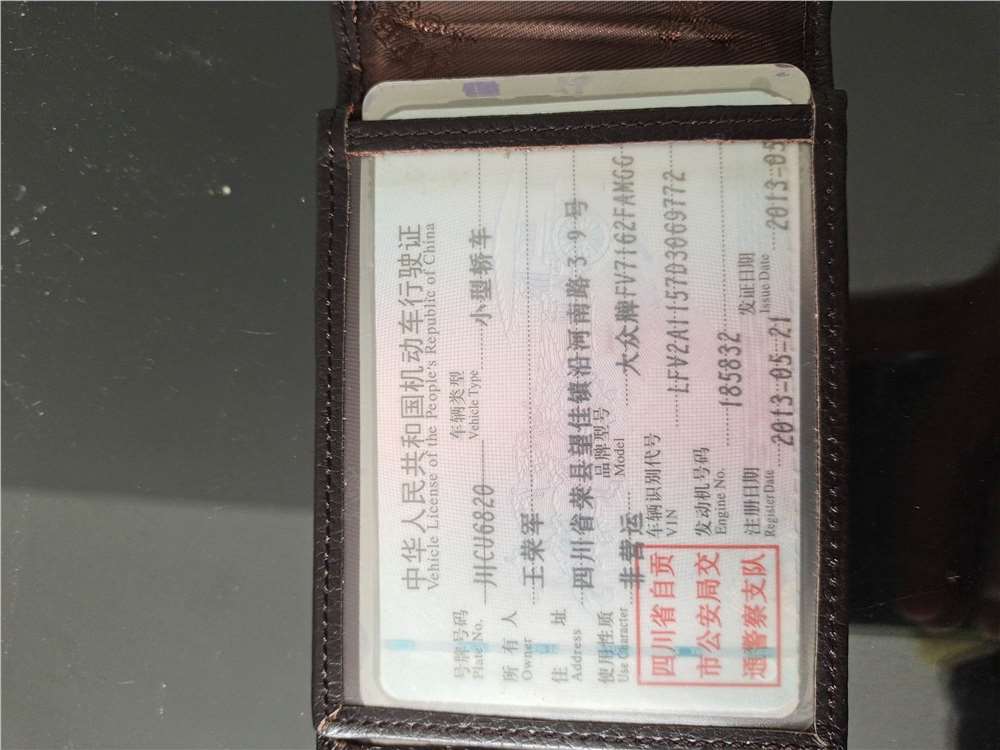 中华人民共和国机动车行驶证
Vehicle License of the People's Republic of China
号牌号码 川CU6820 车辆类型 小型轿车
Plate No. Vehicle Type
所有人 王荣军
Owner
住址 四川省荣县望佳镇沿河南路39号
Address
使用性质 非营运 品牌型号 大众牌FV7162FAMGG
Use Character Model
车辆识别代号 LFV2A1157D3069772
VIN
发动机号码 185832
Engine No.
注册日期 2013-05-21 发证日期 2013-05
Register Date Issue Date
四川省自贡
市公安局交
通警察支队